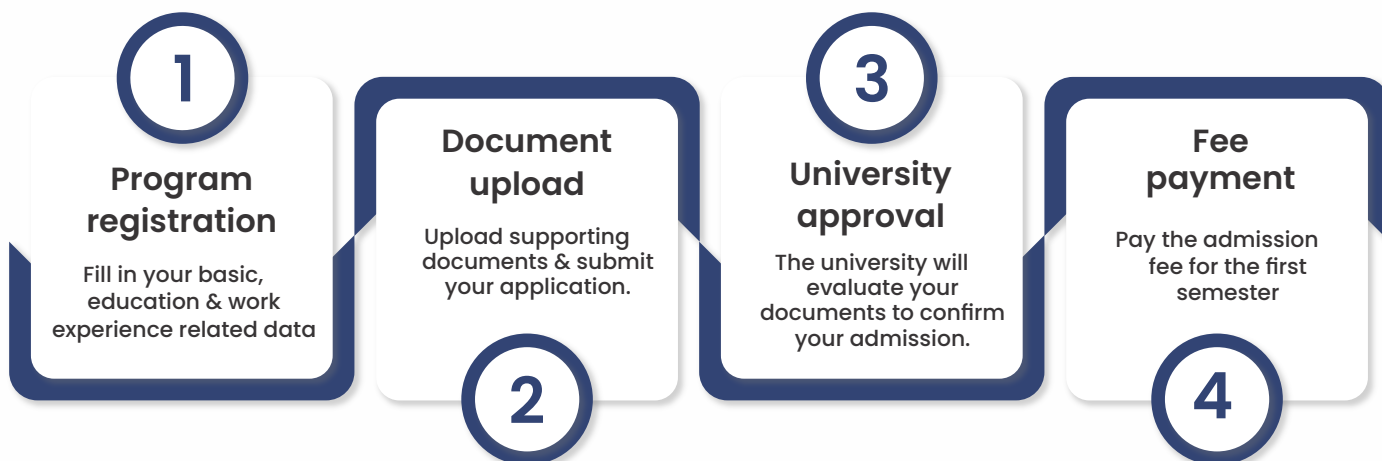 1
Program
registration
Fill in your basic,
education & work
experience related data
Document
upload
Upload supporting
documents & submit
your application.
2
3
University
approval
The university will
evaluate your
documents to confirm
your admission.
Fee
payment
Pay the admission
fee for the first
semester
4